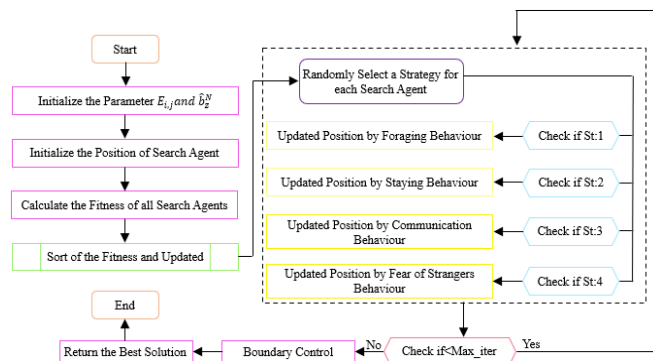 Start
Initialize the Parameter E_{i,j} and b̂_z^N
Initialize the Position of Search Agent
Calculate the Fitness of all Search Agents
Sort of the Fitness and Updated
Randomly Select a Strategy for
each Search Agent
Updated Position by Foraging Behaviour
Check if St:1
Updated Position by Staying Behaviour
Check if St:2
Updated Position by Communication
Behaviour
Check if St:3
Updated Position by Fear of Strangers
Behaviour
Check if St:4
Check if<Max_iter
Yes
No
Boundary Control
Return the Best Solution
End